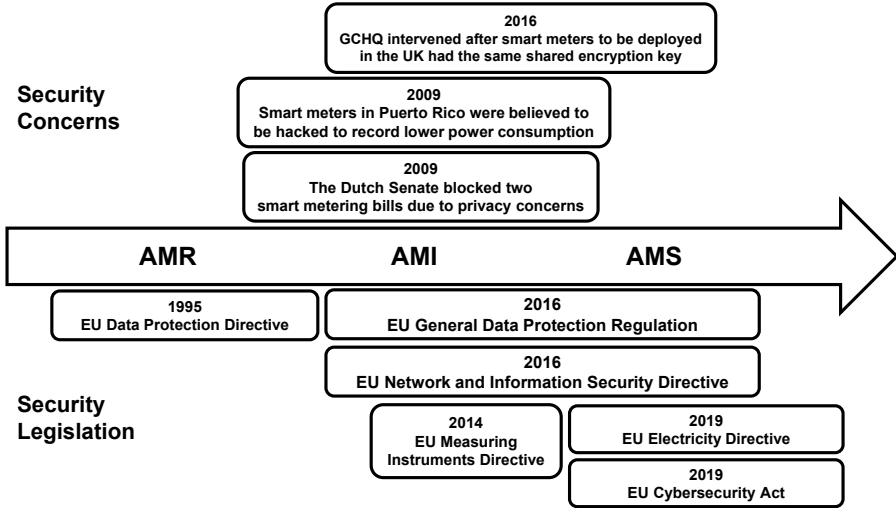 2016
GCHQ intervened after smart meters to be deployed
in the UK had the same shared encryption key
Security
Concerns
2009
Smart meters in Puerto Rico were believed to
be hacked to record lower power consumption
2009
The Dutch Senate blocked two
smart metering bills due to privacy concerns
AMR
AMI
AMS
1995
EU Data Protection Directive
2016
EU General Data Protection Regulation
2016
EU Network and Information Security Directive
Security
Legislation
2014
EU Measuring
Instruments Directive
2019
EU Electricity Directive
2019
EU Cybersecurity Act